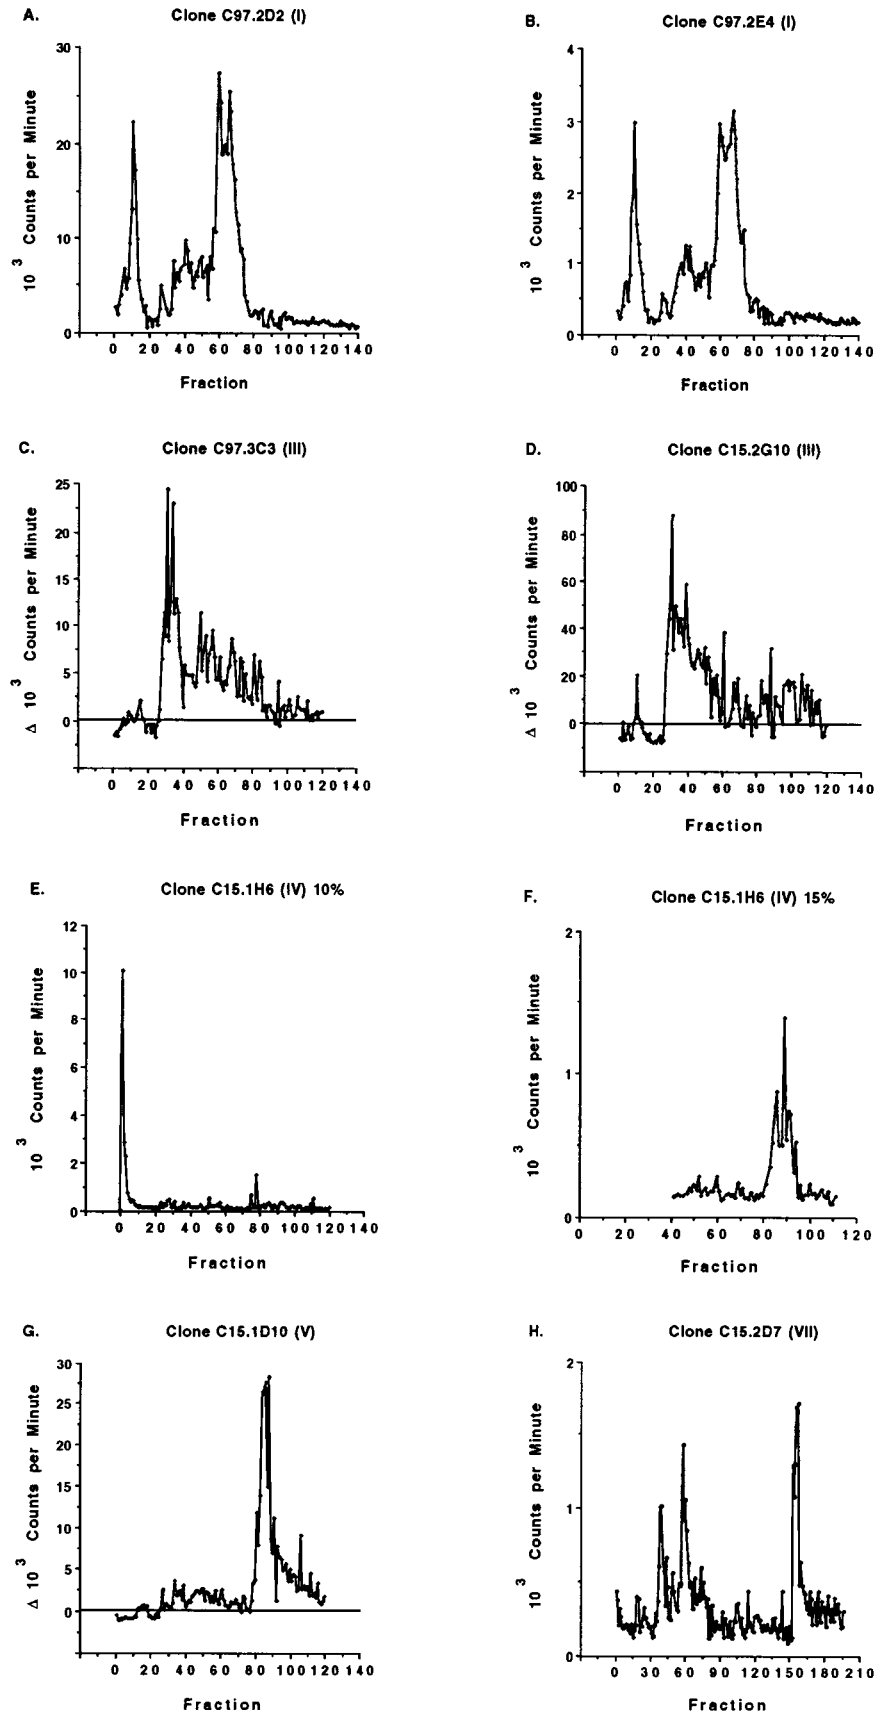 A.
Clone C97.2D2 (I)
30
20
10
0
10 3 Counts per Minute
0 20 40 60 80 100 120 140
Fraction
B.
Clone C97.2E4 (I)
4
3
2
1
0
10 3 Counts per Minute
0 20 40 60 80 100 120 140
Fraction
C.
Clone C97.3C3 (III)
25
20
15
10
5
0
Δ 10 3 Counts per Minute
0 20 40 60 80 100 120 140
Fraction
D.
Clone C15.2G10 (III)
100
80
60
40
20
0
Δ 10 3 Counts per Minute
0 20 40 60 80 100 120 140
Fraction
E.
Clone C15.1H6 (IV) 10%
12
10
8
6
4
2
0
10 3 Counts per Minute
0 20 40 60 80 100 120 140
Fraction
F.
Clone C15.1H6 (IV) 15%
2
1
0
10 3 Counts per Minute
0 20 40 60 80 100 120
Fraction
G.
Clone C15.1D10 (V)
30
25
20
15
10
5
0
Δ 10 3 Counts per Minute
0 20 40 60 80 100 120 140
Fraction
H.
Clone C15.2D7 (VII)
2
1
0
10 3 Counts per Minute
0 30 60 90 120 150 180 210
Fraction